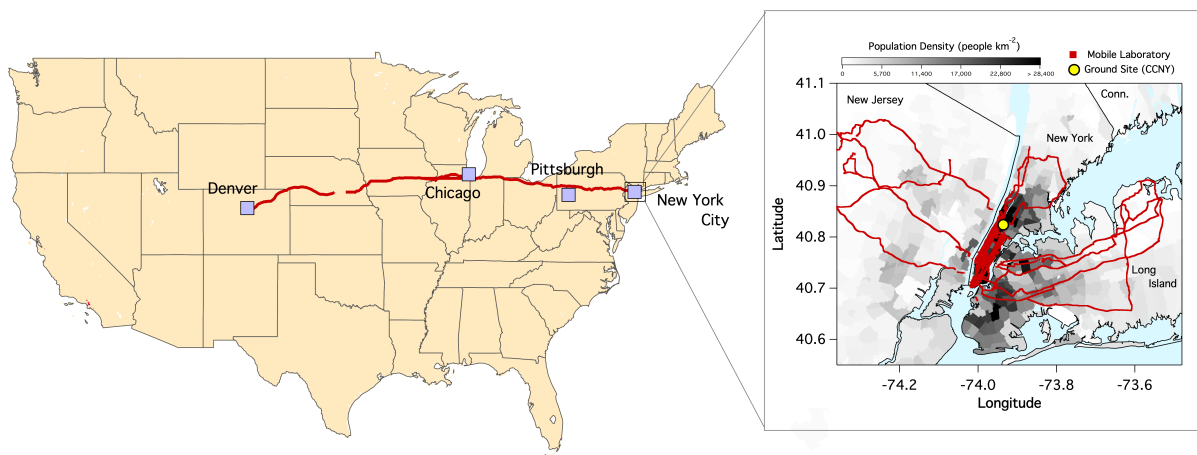 Denver
Chicago
Pittsburgh
New York
City
Population Density (people km-2)
0 5,700 11,400 17,000 22,800 > 28,400
Mobile Laboratory
Ground Site (CCNY)
New Jersey
Conn.
New York
Long
Island
41.1
41.0
40.9
40.8
40.7
40.6
Latitude
-74.2 -74.0 -73.8 -73.6
Longitude